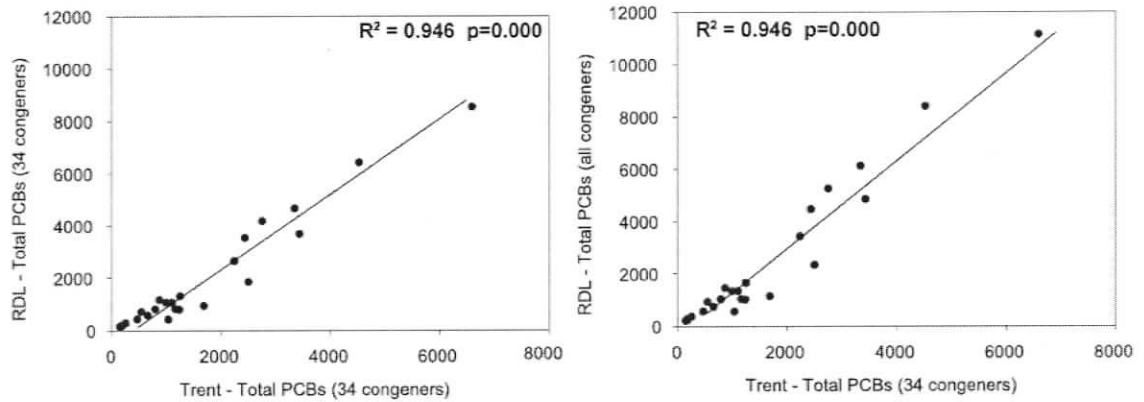 R² = 0.946 p=0.000
12000
10000
8000
6000
4000
2000
0
0 2000 4000 6000 8000
RDL - Total PCBs (34 congeners)
Trent - Total PCBs (34 congeners)
R² = 0.946 p=0.000
12000
10000
8000
6000
4000
2000
0
0 2000 4000 6000 8000
RDL - Total PCBs (all congeners)
Trent - Total PCBs (34 congeners)